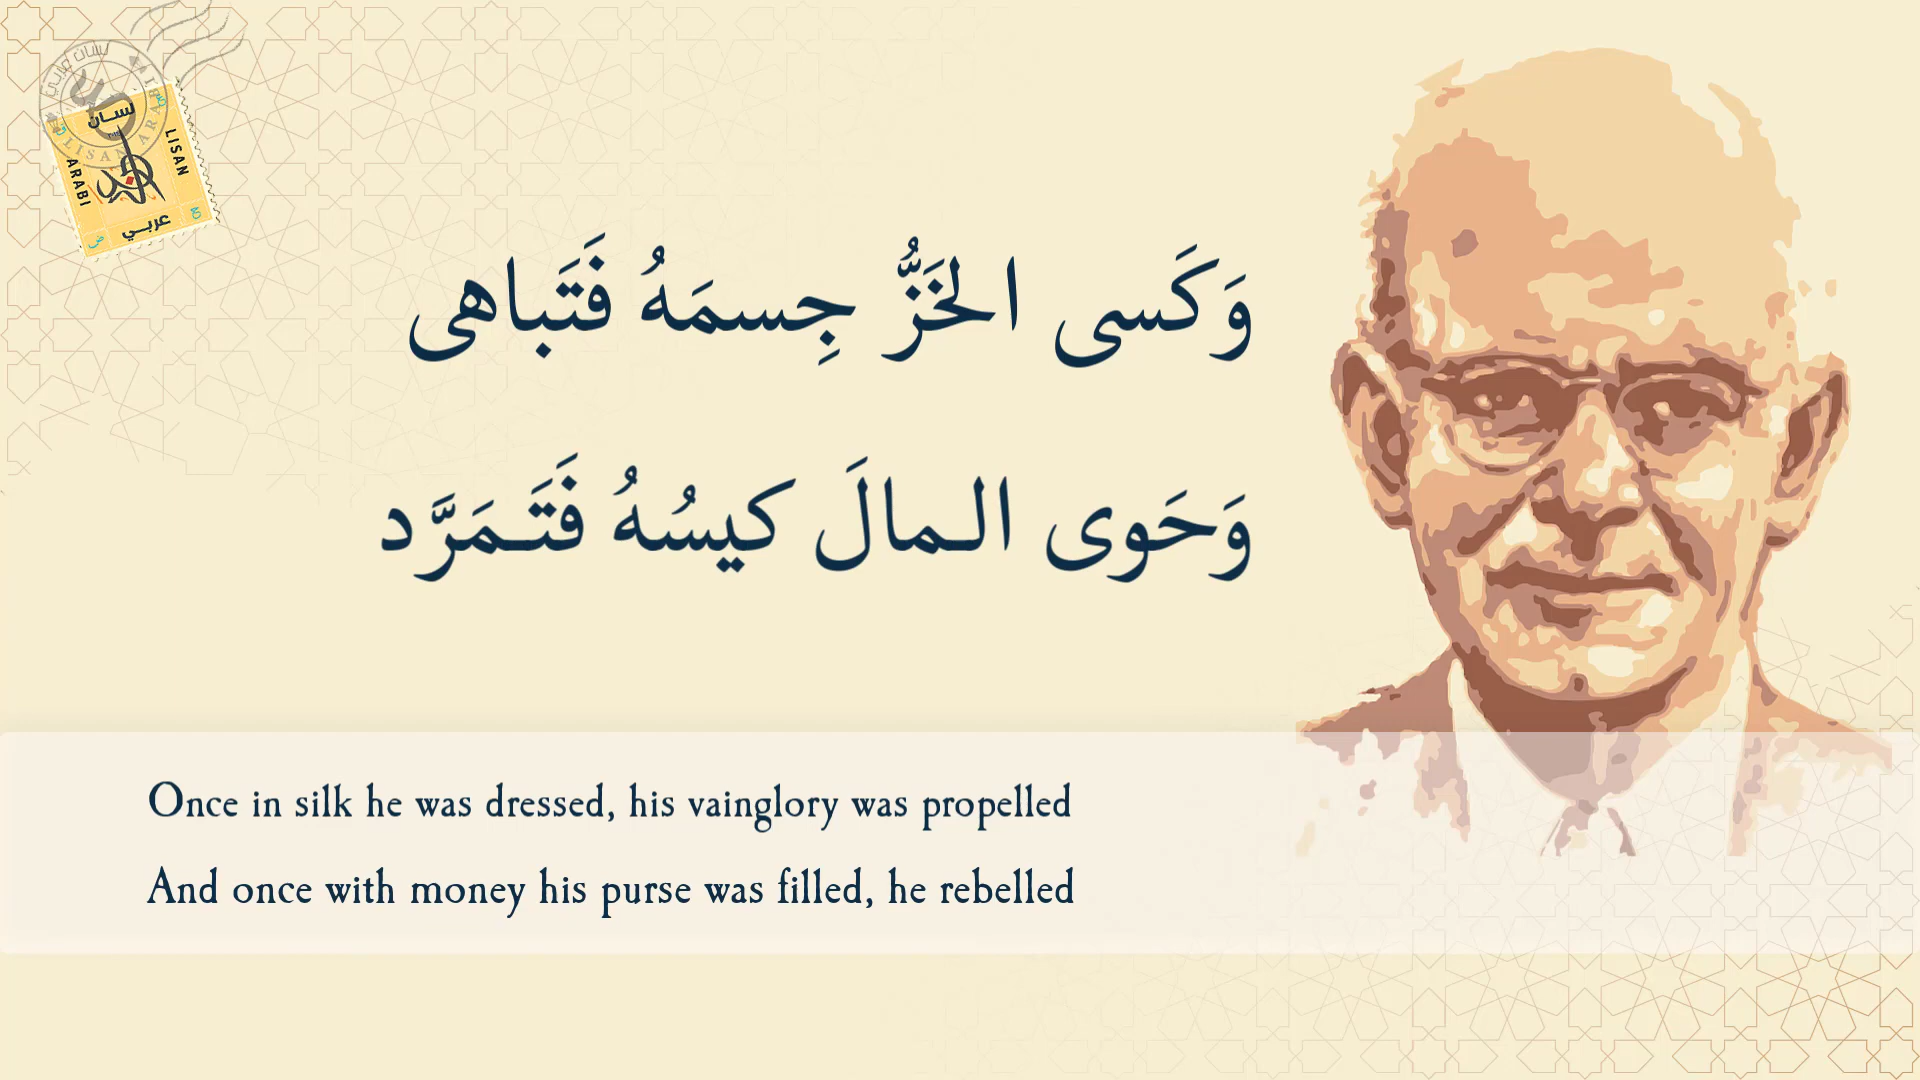 لسان
LISAN
ARABI
عربي
وَكَسى الخَزُّ جِسمَهُ فَتَباهى
وَحَوى المالَ كيسُهُ فَتَمَرَّد
Once in silk he was dressed, his vainglory was propelled
And once with money his purse was filled, he rebelled